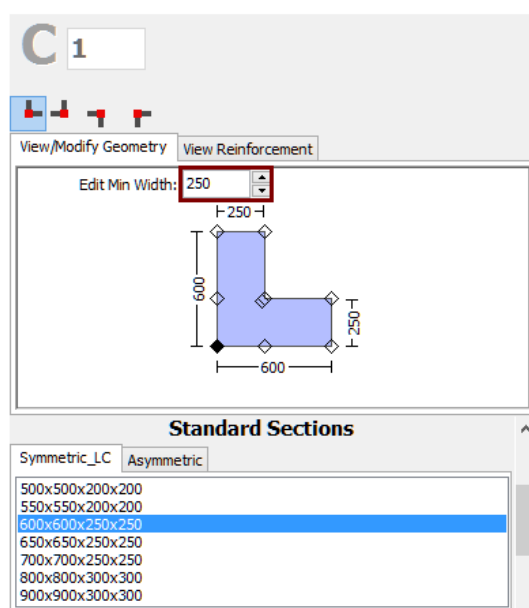 C 1
View/Modify Geometry View Reinforcement
Edit Min Width: 250
250
600
250
600
Standard Sections
Symmetric_LC Asymmetric
500x500x200x200
550x550x200x200
600x600x250x250
650x650x250x250
700x700x250x250
800x800x300x300
900x900x300x300